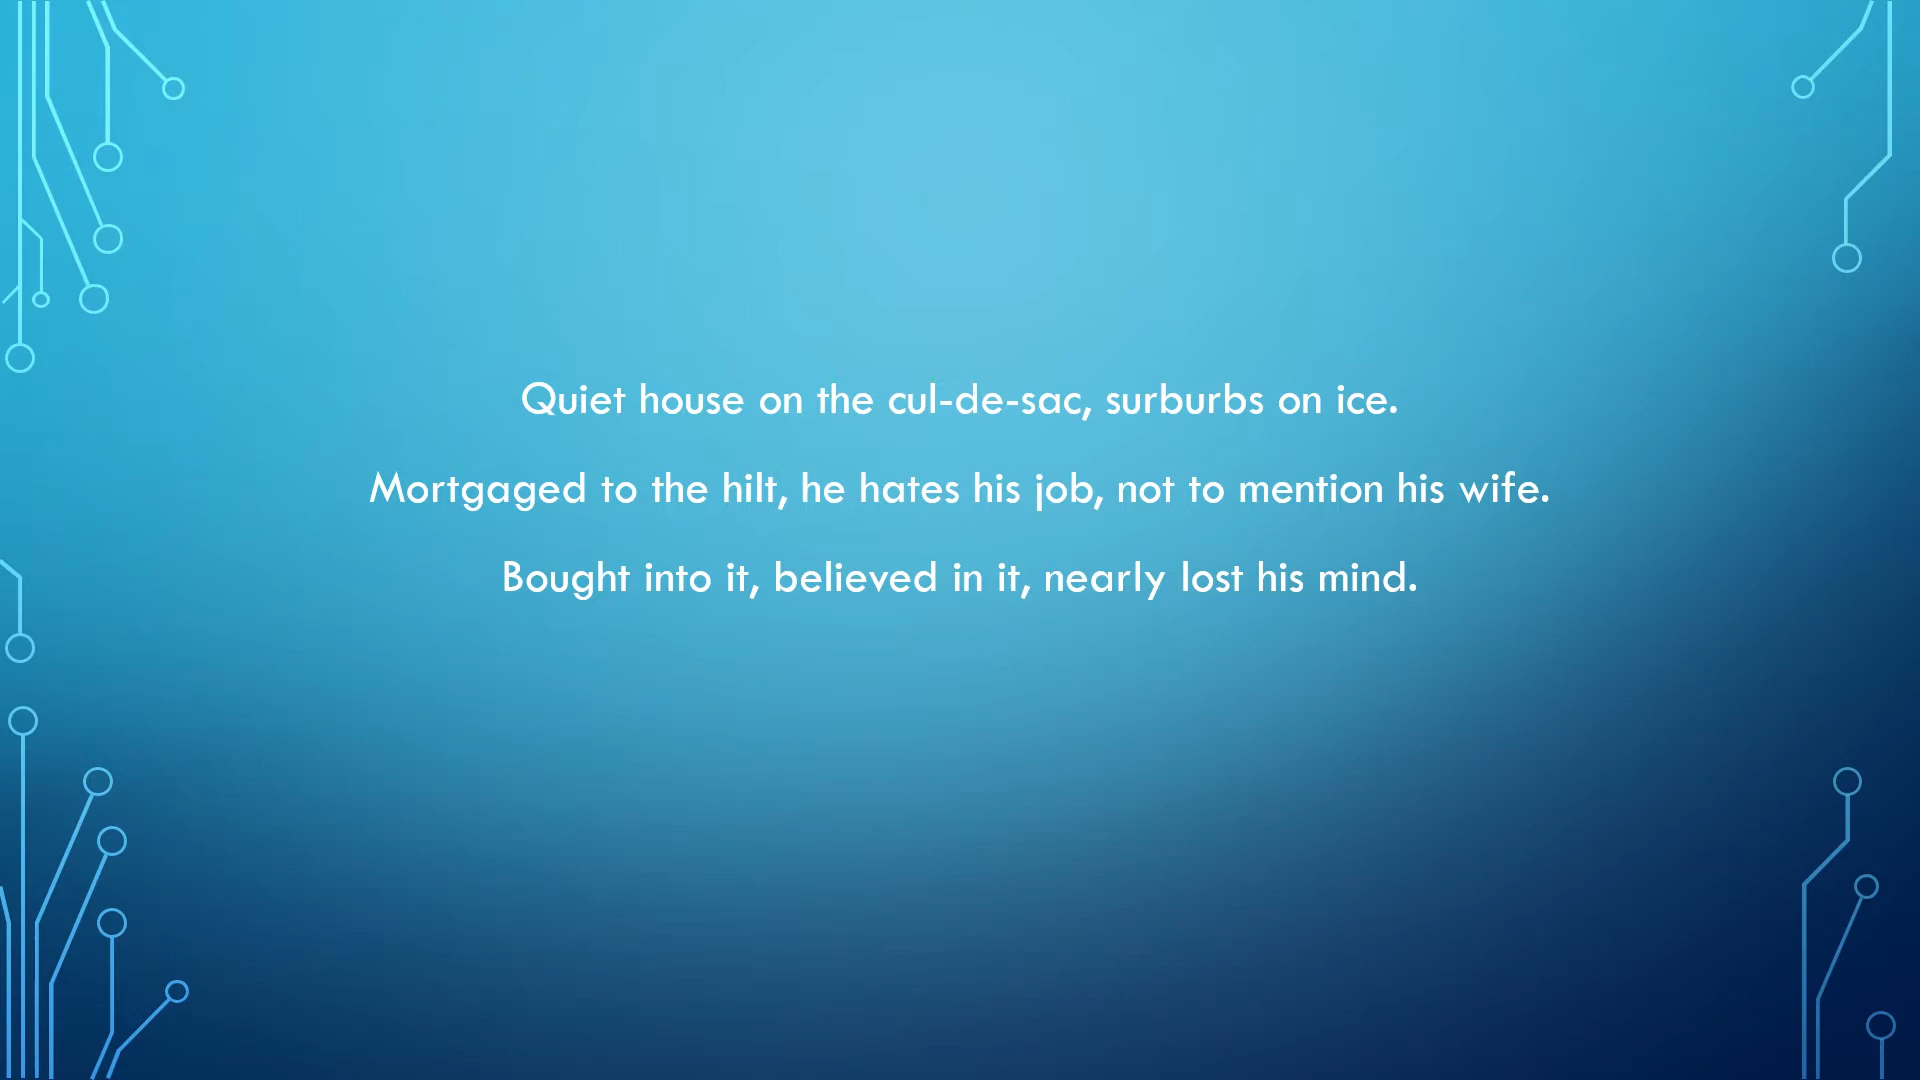 Quiet house on the cul-de-sac, surburbs on ice.
Mortgaged to the hilt, he hates his job, not to mention his wife.
Bought into it, believed in it, nearly lost his mind.